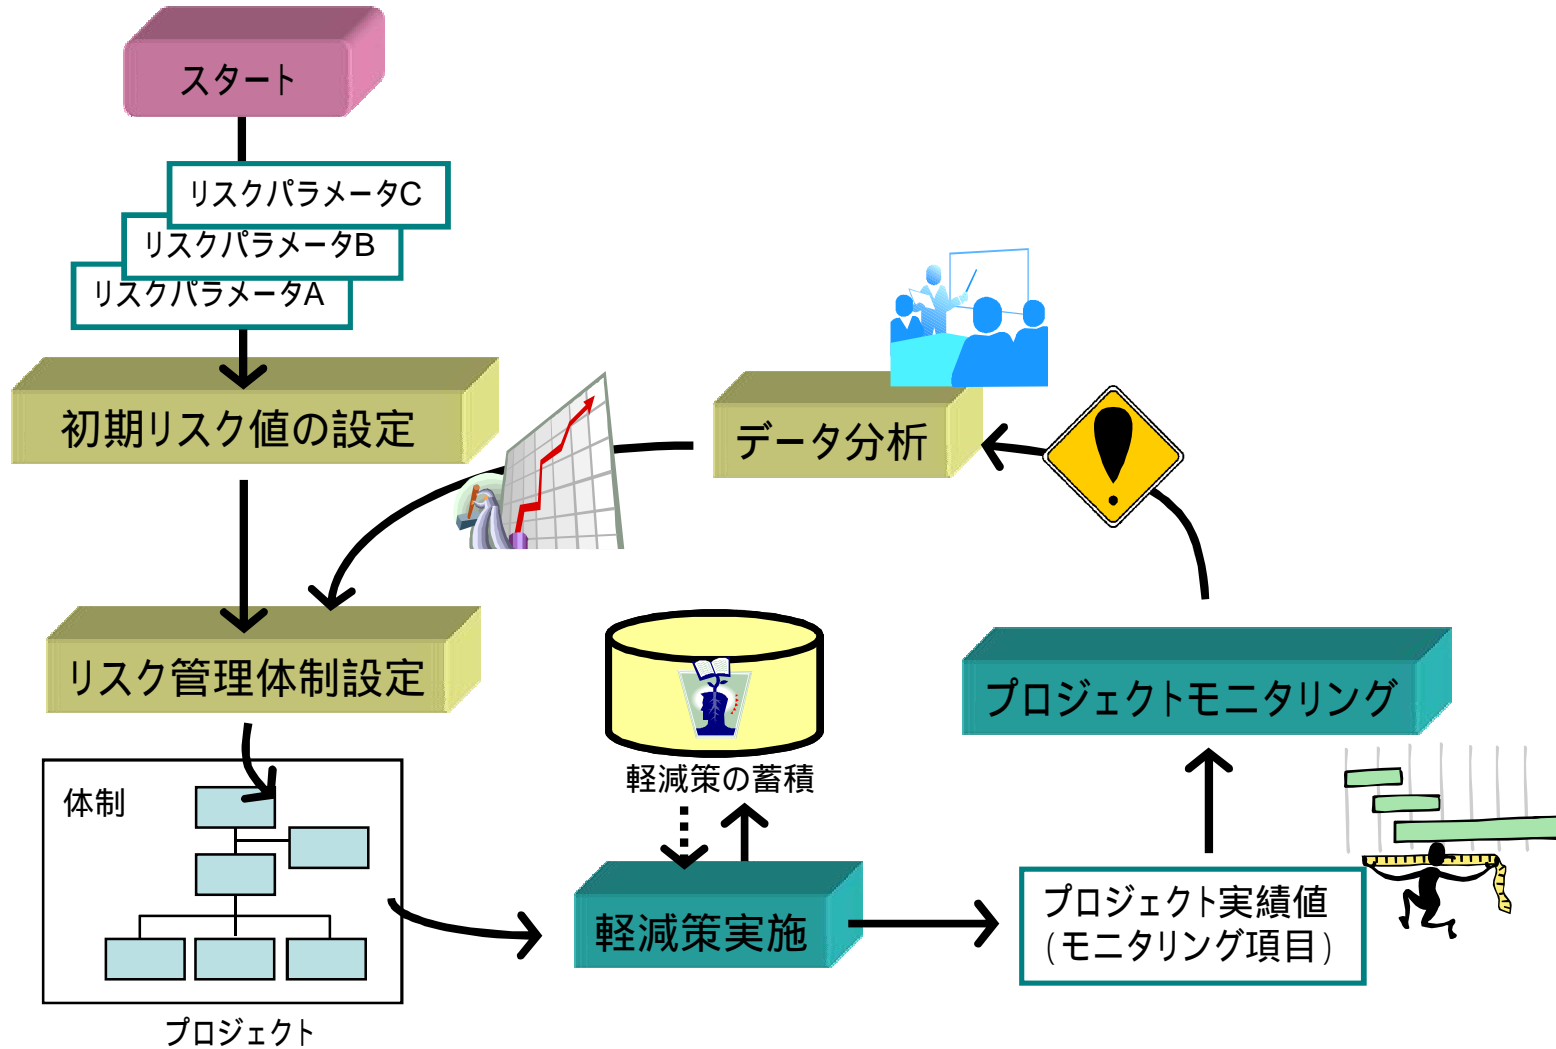 スタート
リスクパラメータC
リスクパラメータB
リスクパラメータA
初期リスク値の設定
データ分析
リスク管理体制設定
プロジェクトモニタリング
軽減策の蓄積
体制
軽減策実施
プロジェクト実績値
(モニタリング項目)
プロジェクト